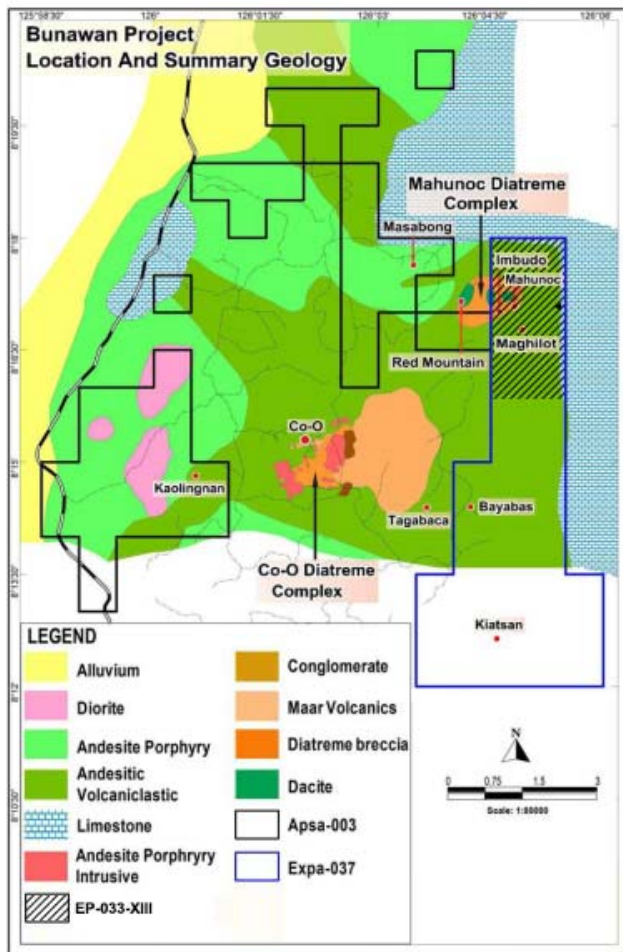 125°58'30"
126°
126°01'30"
126°03'
126°04'30"
126°06'
Bunawan Project
Location And Summary Geology
8°19'30"
8°18'
8°16'30"
8°15'
8°13'30"
8°12'
8°10'30"
Mahunoc Diatreme
Complex
Masabong
Imbudo
Mahunoc
Maghilot
Red Mountain
Co-O
Kaolingnan
Tagabaca
Bayabas
Co-O Diatreme
Complex
Kiatsan
LEGEND
Alluvium
Diorite
Andesite Porphyry
Andesitic
Volcaniclastic
Limestone
Andesite Porphryry
Intrusive
EP-033-XIII
Conglomerate
Maar Volcanics
Diatreme breccia
Dacite
Apsa-003
Expa-037
N
0 0.75 1.5 3
Scale: 1:80000